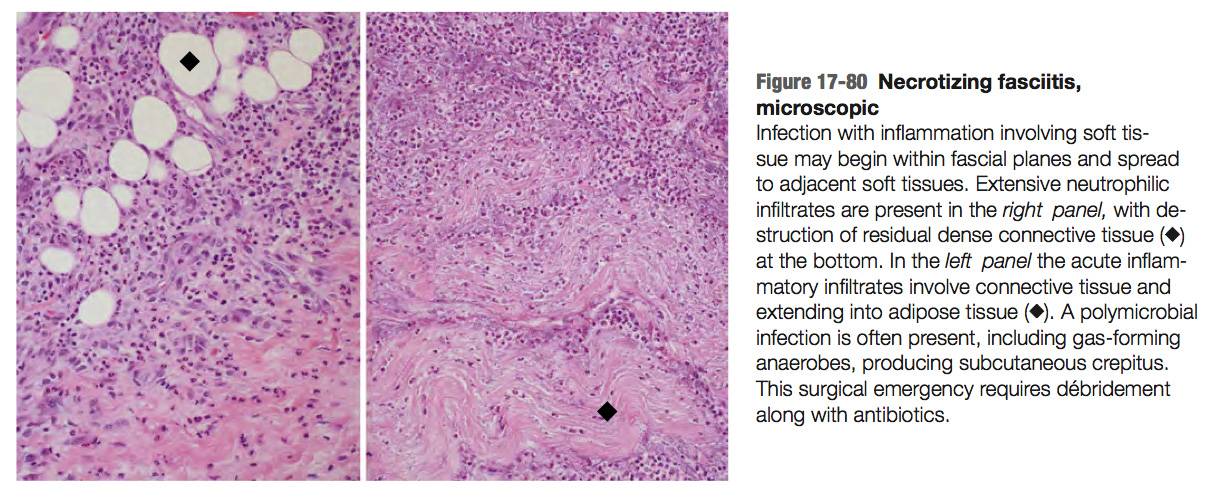 Figure 17-80 Necrotizing fasciitis,
microscopic
Infection with inflammation involving soft tis-
sue may begin within fascial planes and spread
to adjacent soft tissues. Extensive neutrophilic
infiltrates are present in the right panel, with de-
struction of residual dense connective tissue (◆)
at the bottom. In the left panel the acute inflam-
matory infiltrates involve connective tissue and
extending into adipose tissue (◆). A polymicrobial
infection is often present, including gas-forming
anaerobes, producing subcutaneous crepitus.
This surgical emergency requires débridement
along with antibiotics.